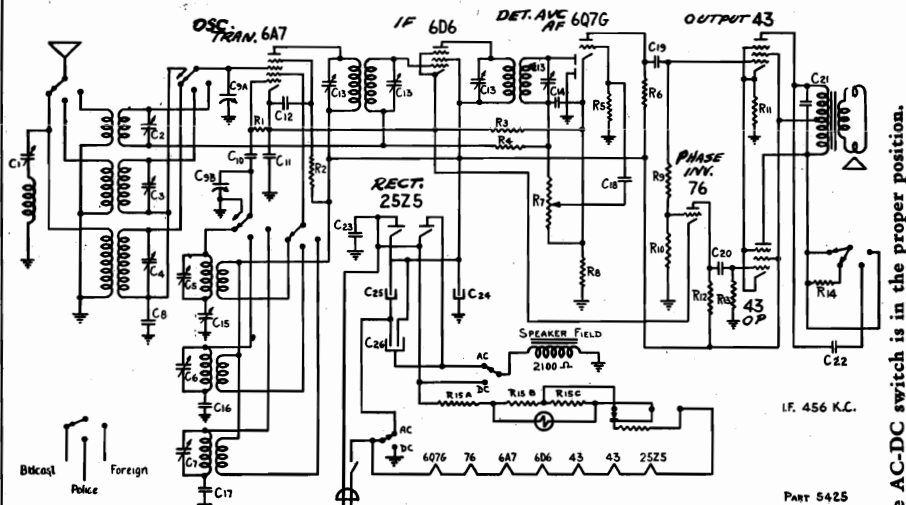 OSC. TRAN. 6A7
IF 6D6
DET. AVC AF 6Q7G
OUTPUT 43
C1
C2
C3
C4
C8
C9A
C12
R1
C10
C11
R2
C9B
C5
C15
C6
C16
C7
C17
C13
C13
C13
L13
C14
R3
R4
R5
R6
R7
C18
R8
C19
R9
R10
R11
C21
PHASE INV. 76
C20
R12
R13
43 OP
R14
C22
RECT. 25Z5
C23
C25
C24
C26
SPEAKER FIELD
2100 Ω
AC
DC
R15A
R15B
R15C
AC
DC
6Q7G 76 6A7 6D6 43 43 25Z5
I.F. 456 K.C.
Bdcast
Police
Foreign
PART 5425
e AC-DC switch is in the proper position.